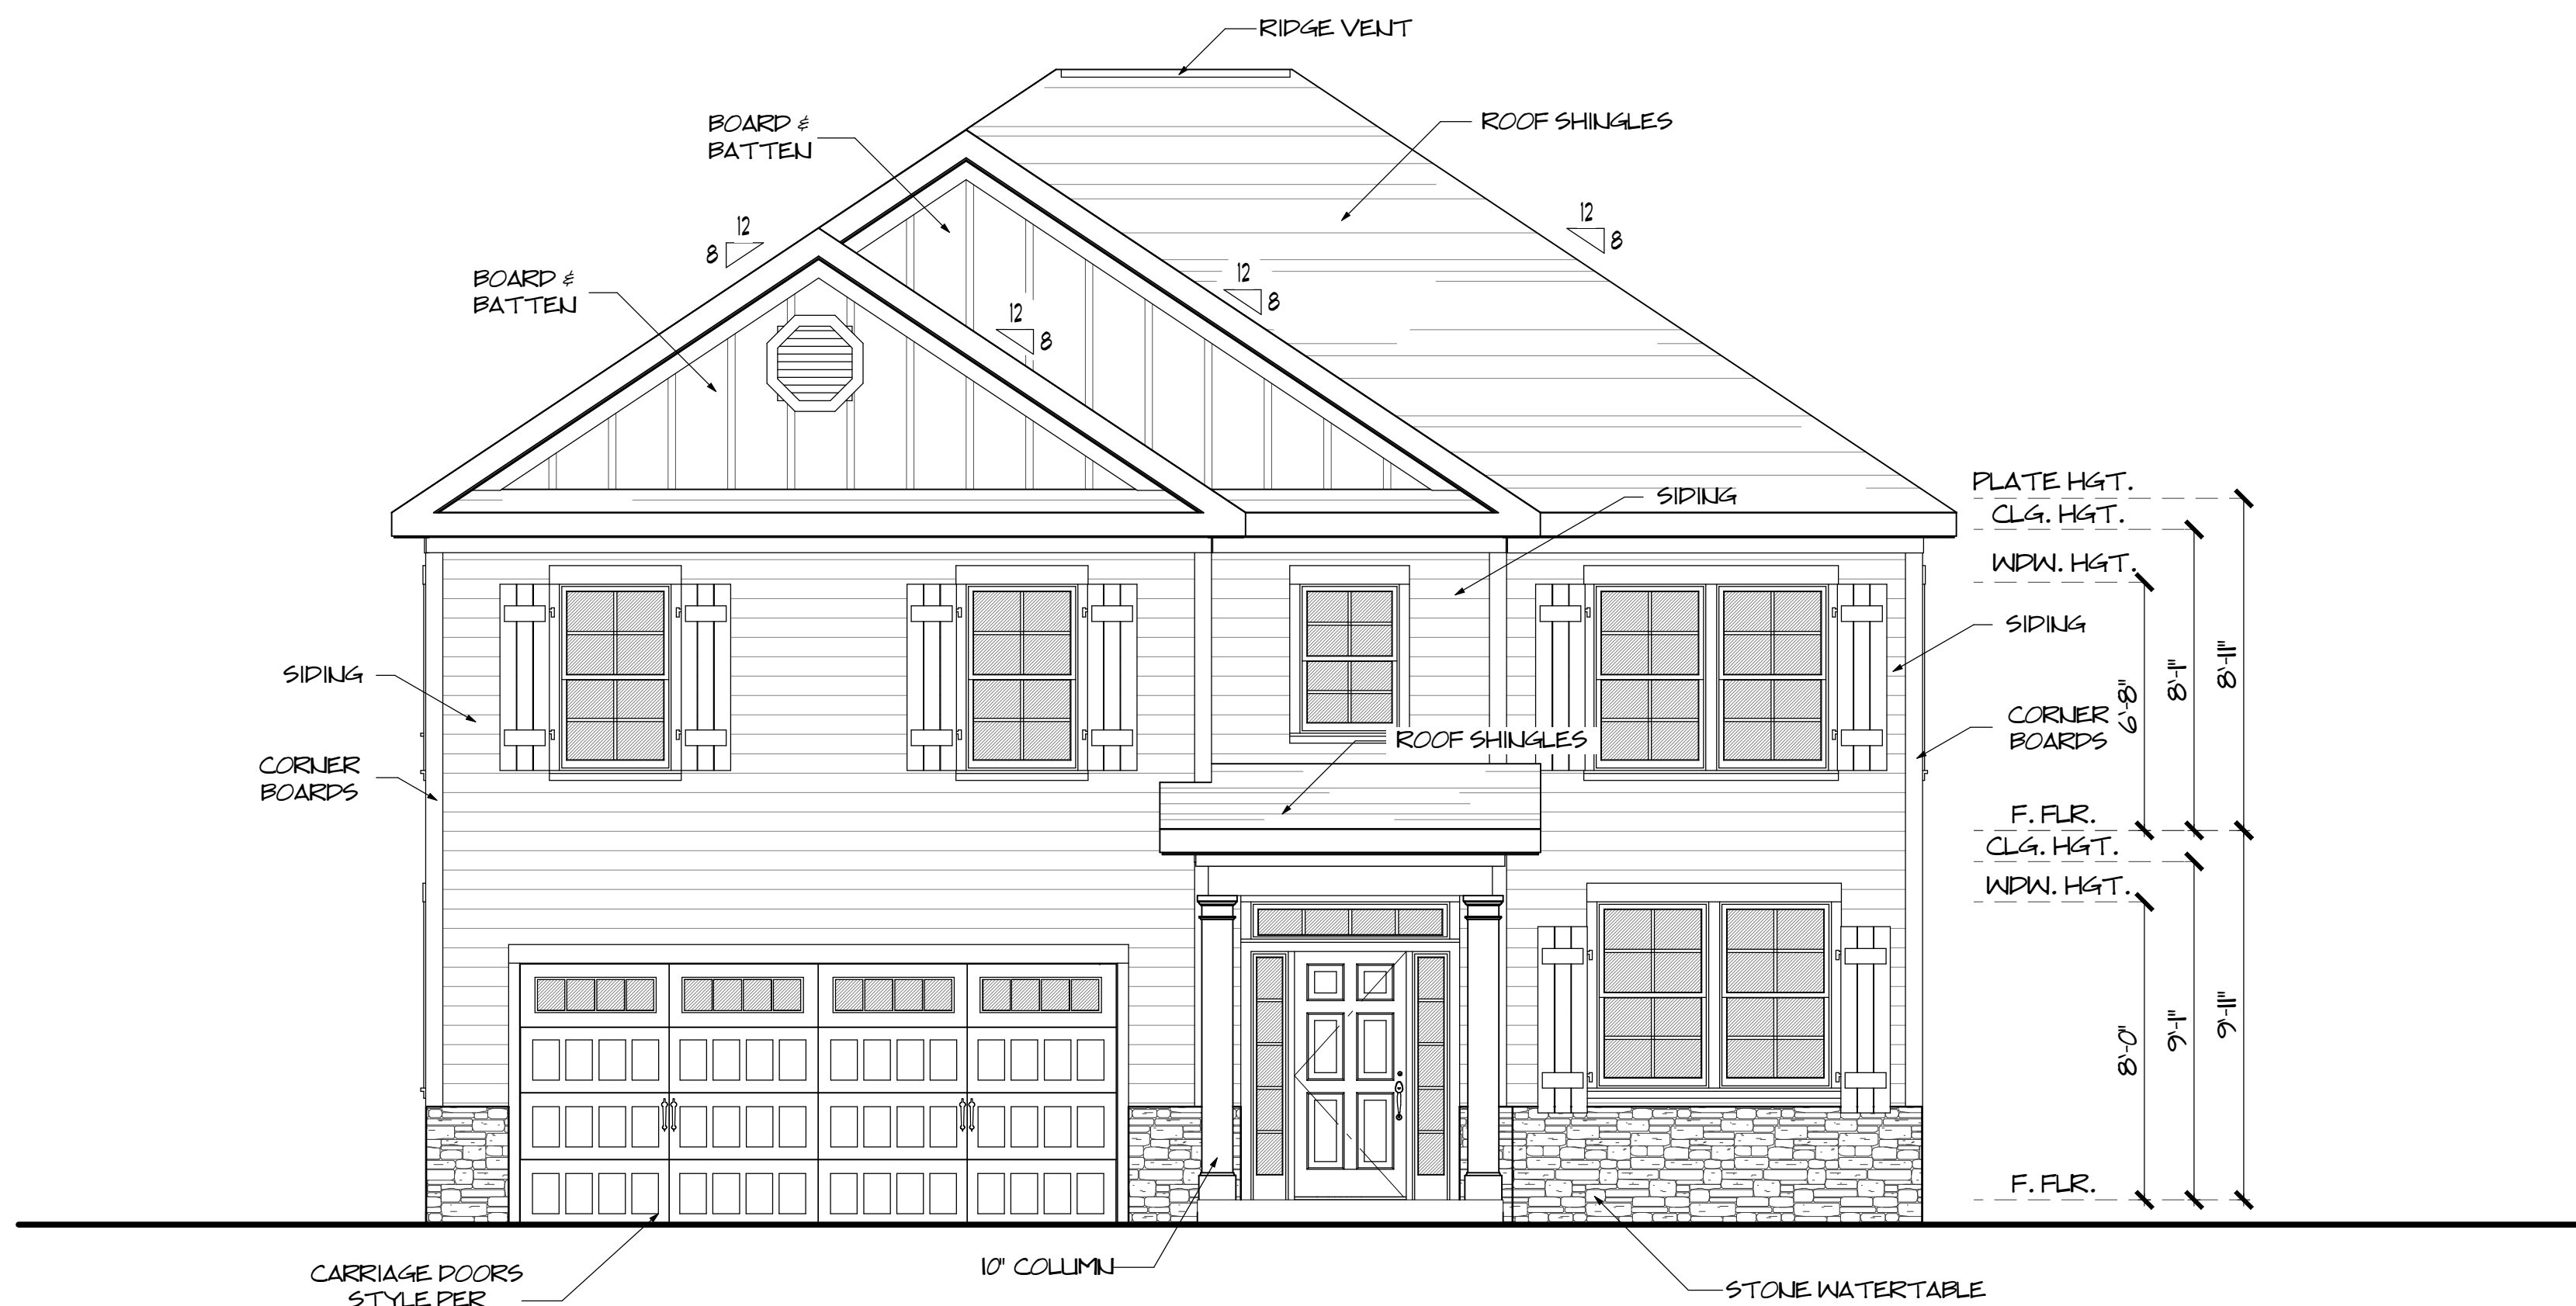 RIDGE VENT
BOARD &
BATTEN
ROOF SHINGLES
12
8
12
8
BOARD &
BATTEN
12
8
12
8
PLATE HGT.
SIDING
CLG. HGT.
WDW. HGT.
SIDING
SIDING
6'-8"
8'-1"
8'-11"
CORNER
BOARDS
ROOF SHINGLES
CORNER
BOARDS
F. FLR.
CLG. HGT.
WDW. HGT.
8'-0"
9'-1"
9'-11"
F. FLR.
10" COLUMN
CARRIAGE DOORS
STYLE PER
STONE WATERTABLE